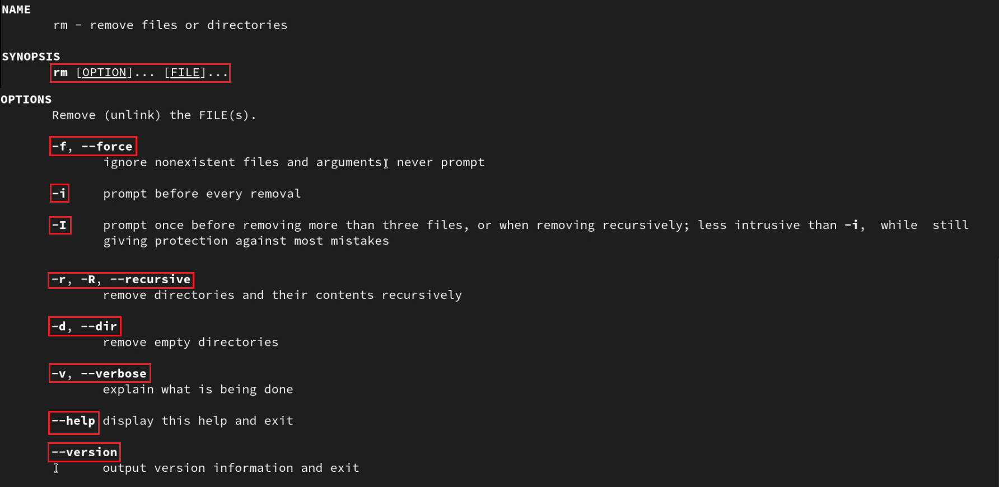 NAME
rm - remove files or directories
SYNOPSIS
rm [OPTION]... [FILE]...
OPTIONS
Remove (unlink) the FILE(s).
-f, --force
ignore nonexistent files and arguments, never prompt
-i prompt before every removal
-I prompt once before removing more than three files, or when removing recursively; less intrusive than -i, while still
giving protection against most mistakes
-r, -R, --recursive
remove directories and their contents recursively
-d, --dir
remove empty directories
-v, --verbose
explain what is being done
--help display this help and exit
--version
output version information and exit